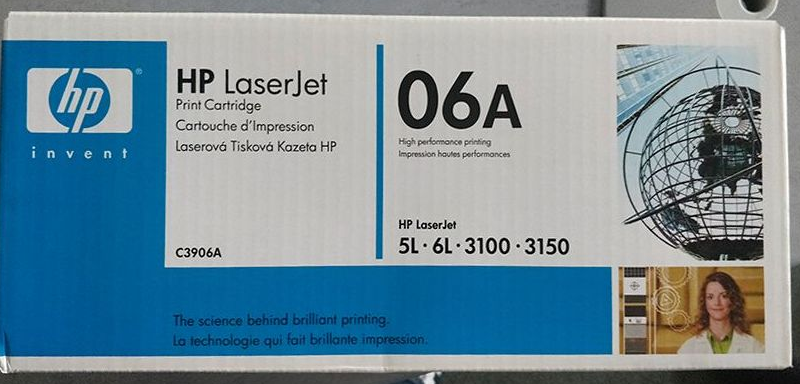 hp
®
invent
HP LaserJet
Print Cartridge
Cartouche d'Impression
Laserová Tisková Kazeta HP
C3906A
06A
High performance printing
Impression hautes performances
HP LaserJet
5L · 6L · 3100 · 3150
The science behind brilliant printing.
La technologie qui fait brillante impression.